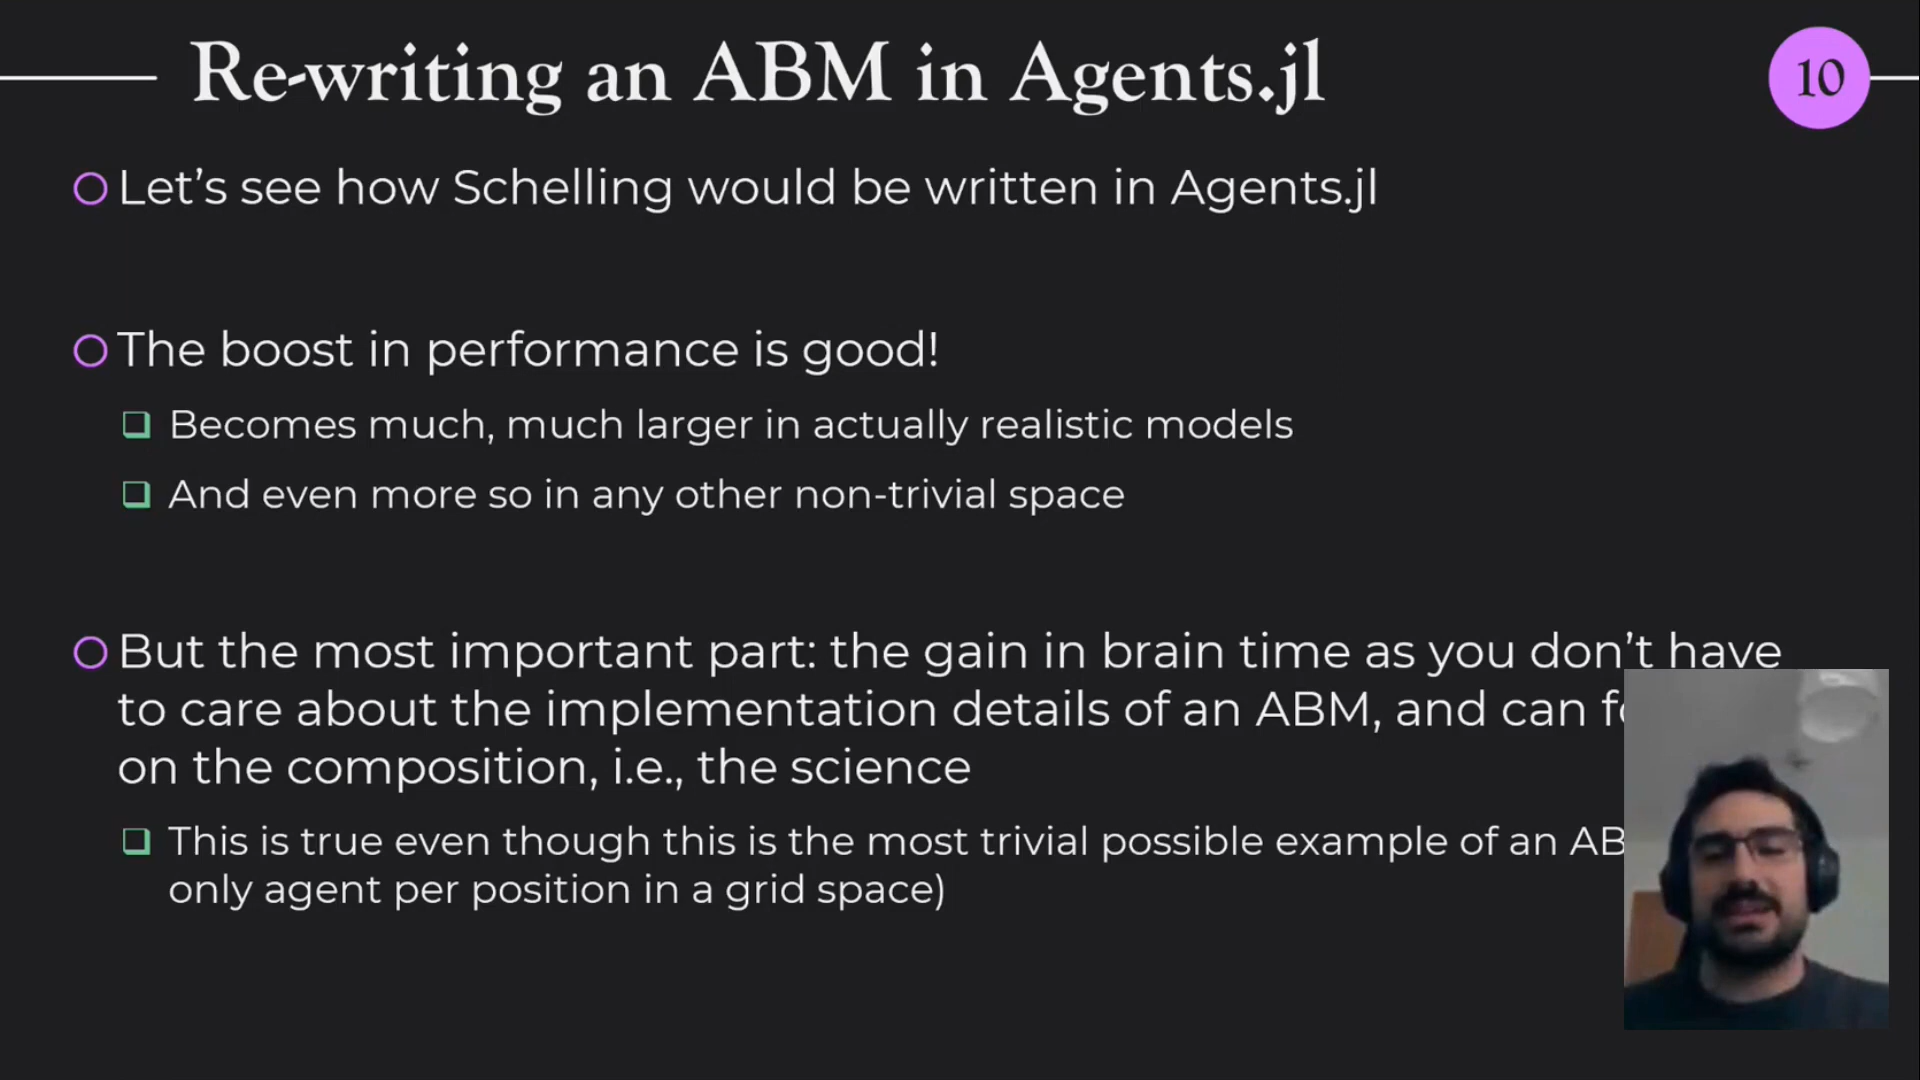 Re-writing an ABM in Agents.jl
10
Let's see how Schelling would be written in Agents.jl
The boost in performance is good!
Becomes much, much larger in actually realistic models
And even more so in any other non-trivial space
But the most important part: the gain in brain time as you don't have
to care about the implementation details of an ABM, and can
on the composition, i.e., the science
This is true even though this is the most trivial possible example of an
only agent per position in a grid space)